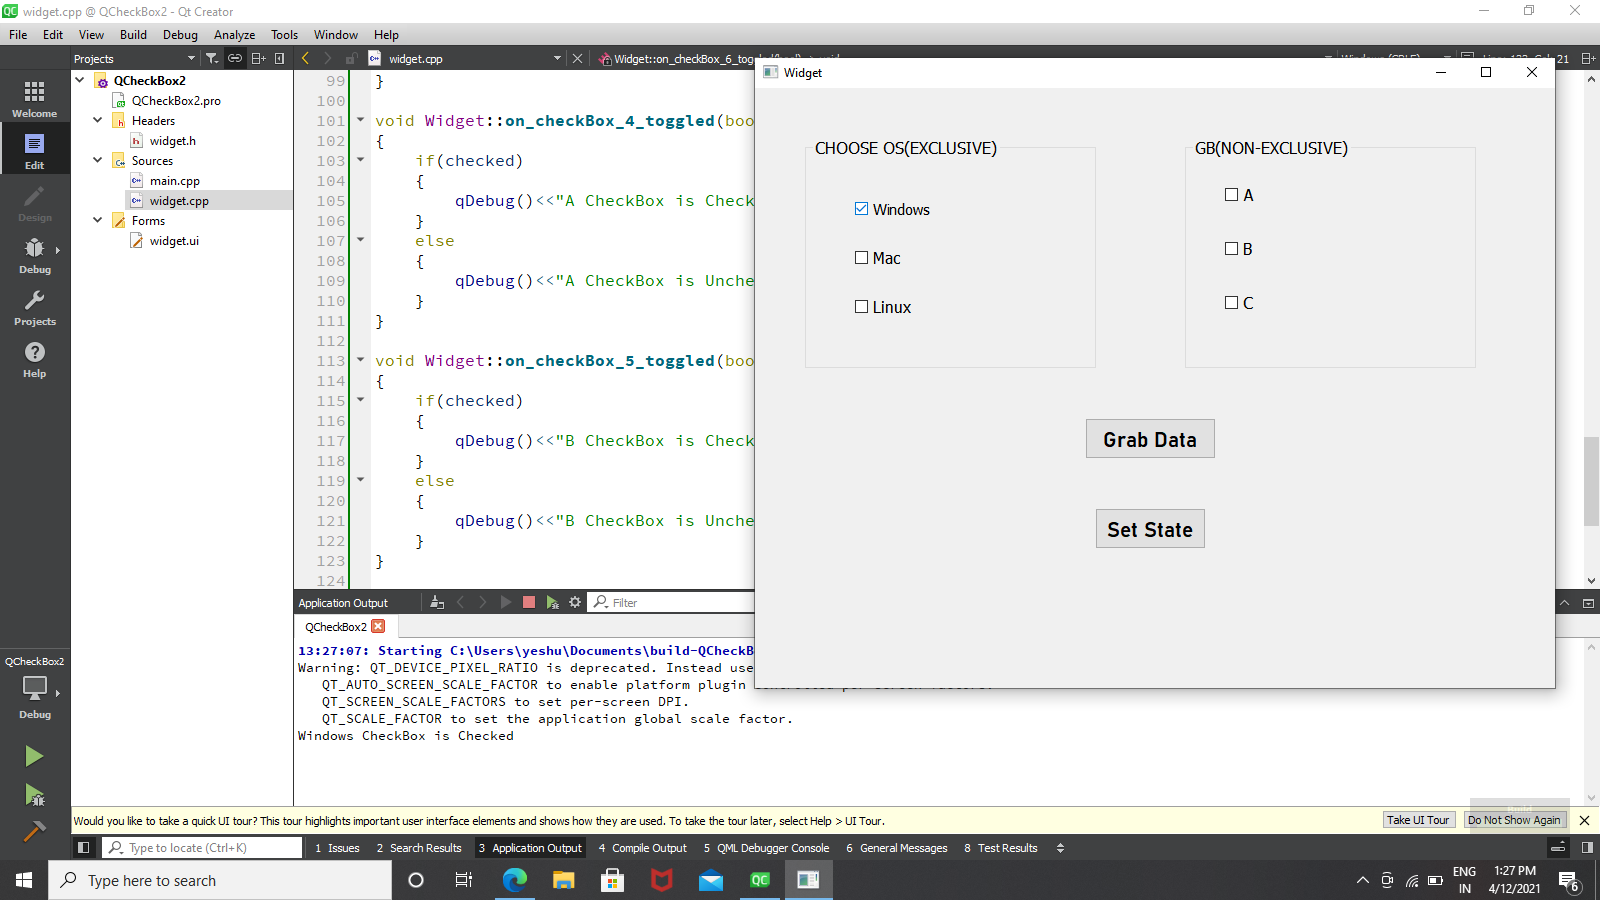 widget.cpp @ QCheckBox2 - Qt Creator
File Edit View Build Debug Analyze Tools Window Help
Projects
widget.cpp
Widget::on_checkBox_6_tog
21
Welcome
Edit
Design
Debug
Projects
Help
QCheckBox2
Debug
QCheckBox2
QCheckBox2.pro
Headers
widget.h
Sources
main.cpp
widget.cpp
Forms
widget.ui
99 }
100
101 void Widget::on_checkBox_4_toggled(boo
102 {
103 if(checked)
104 {
105 qDebug()<<"A CheckBox is Check
106 }
107 else
108 {
109 qDebug()<<"A CheckBox is Unche
110 }
111 }
112
113 void Widget::on_checkBox_5_toggled(boo
114 {
115 if(checked)
116 {
117 qDebug()<<"B CheckBox is Check
118 }
119 else
120 {
121 qDebug()<<"B CheckBox is Unche
122 }
123 }
124
Widget
CHOOSE OS(EXCLUSIVE)
Windows
Mac
Linux
GB(NON-EXCLUSIVE)
A
B
C
Grab Data
Set State
Application Output
Filter
QCheckBox2
13:27:07: Starting C:\Users\yeshu\Documents\build-QCheckB
Warning: QT_DEVICE_PIXEL_RATIO is deprecated. Instead use
QT_AUTO_SCREEN_SCALE_FACTOR to enable platform plugin
QT_SCREEN_SCALE_FACTORS to set per-screen DPI.
QT_SCALE_FACTOR to set the application global scale factor.
Windows CheckBox is Checked
Would you like to take a quick UI tour? This tour highlights important user interface elements and shows how they are used. To take the tour later, select Help > UI Tour.
Take UI Tour
Do Not Show Again
Type to locate (Ctrl+K)
1 Issues 2 Search Results 3 Application Output 4 Compile Output 5 QML Debugger Console 6 General Messages 8 Test Results
Type here to search
QC
ENG
IN
1:27 PM
4/12/2021
6